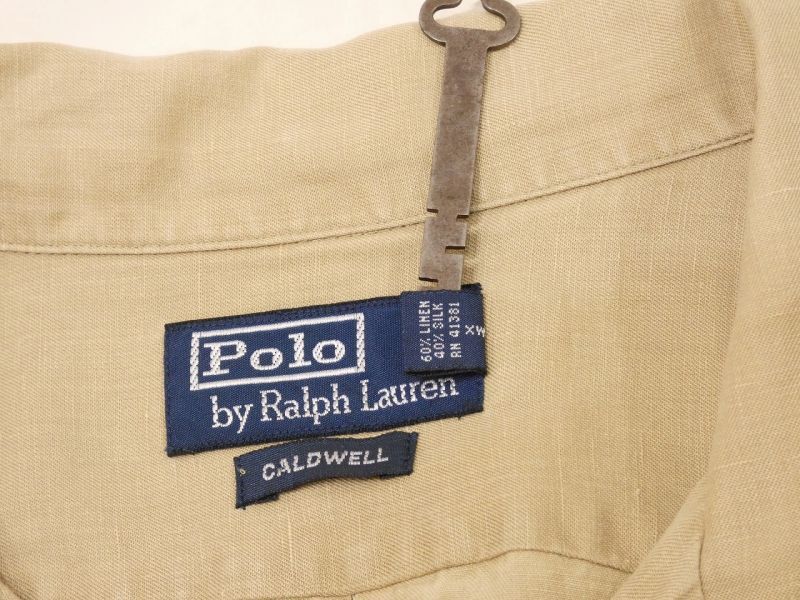 Polo
by Ralph Lauren
60% LINEN
40% SILK
RN 41381
CALDWELL